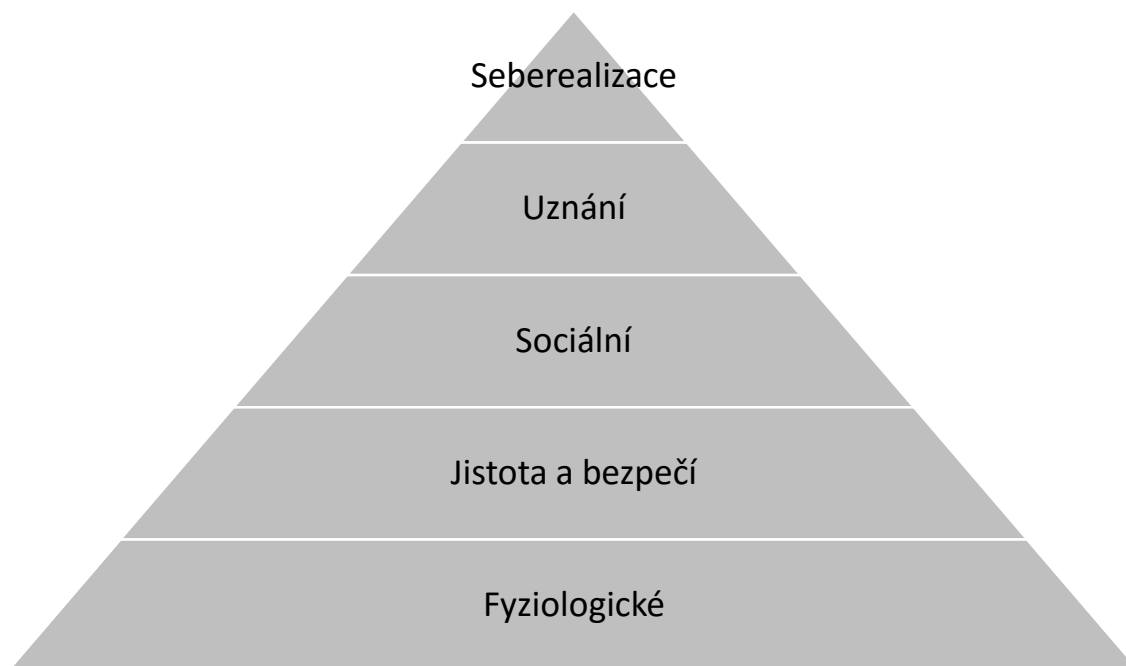 Seberealizace
Uznání
Sociální
Jistota a bezpečí
Fyziologické